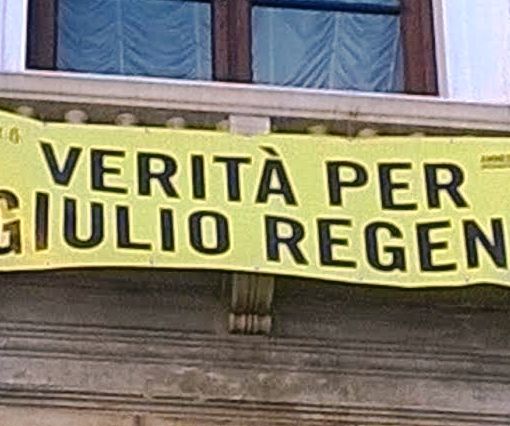 VERITÀ PER
GIULIO REGEN